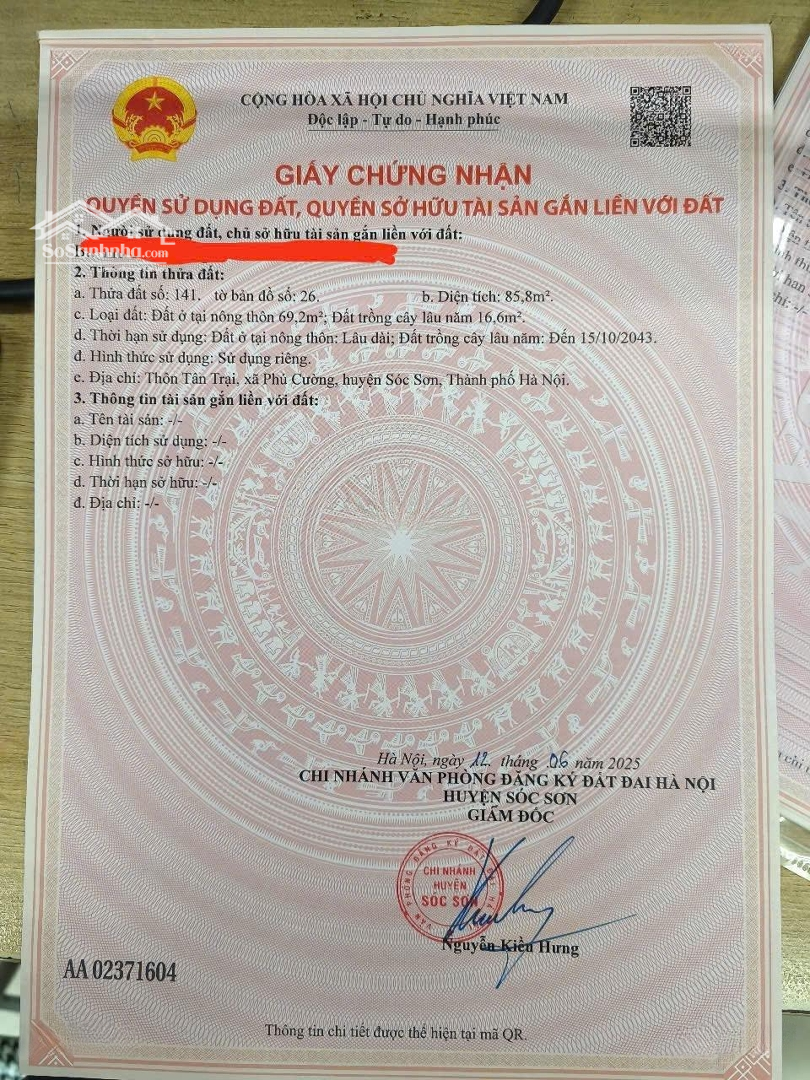 CỘNG HÒA XÃ HỘI CHỦ NGHĨA VIỆT NAM
Độc lập - Tự do - Hạnh phúc
GIẤY CHỨNG NHẬN
QUYỀN SỬ DỤNG ĐẤT, QUYỀN SỞ HỮU TÀI SẢN GẮN LIỀN VỚI ĐẤT
SoSanhnha.com
1. Người sử dụng đất, chủ sở hữu tài sản gắn liền với đất:
2. Thông tin thửa đất:
a. Thửa đất số: 141. tờ bản đồ số: 26. b. Diện tích: 85,8m².
c. Loại đất: Đất ở tại nông thôn 69,2m²; Đất trồng cây lâu năm 16,6m².
d. Thời hạn sử dụng: Đất ở tại nông thôn: Lâu dài; Đất trồng cây lâu năm: Đến 15/10/2043.
đ. Hình thức sử dụng: Sử dụng riêng.
e. Địa chỉ: Thôn Tân Trại, xã Phú Cường, huyện Sóc Sơn, Thành phố Hà Nội.
3. Thông tin tài sản gắn liền với đất:
a. Tên tài sản: -/-
b. Diện tích sử dụng: -/-
c. Hình thức sở hữu: -/-
d. Thời hạn sở hữu: -/-
đ. Địa chỉ: -/-
Hà Nội, ngày 12. tháng .06 năm 2025
CHI NHÁNH VĂN PHÒNG ĐĂNG KÝ ĐẤT ĐAI HÀ NỘI
HUYỆN SÓC SƠN
GIÁM ĐỐC
VĂN PHÒNG ĐĂNG KÝ ĐẤT
CHI NHÁNH
HUYỆN
SÓC SƠN
Nguyễn Kiều Hưng
AA 02371604
Thông tin chi tiết được thể hiện tại mã QR.